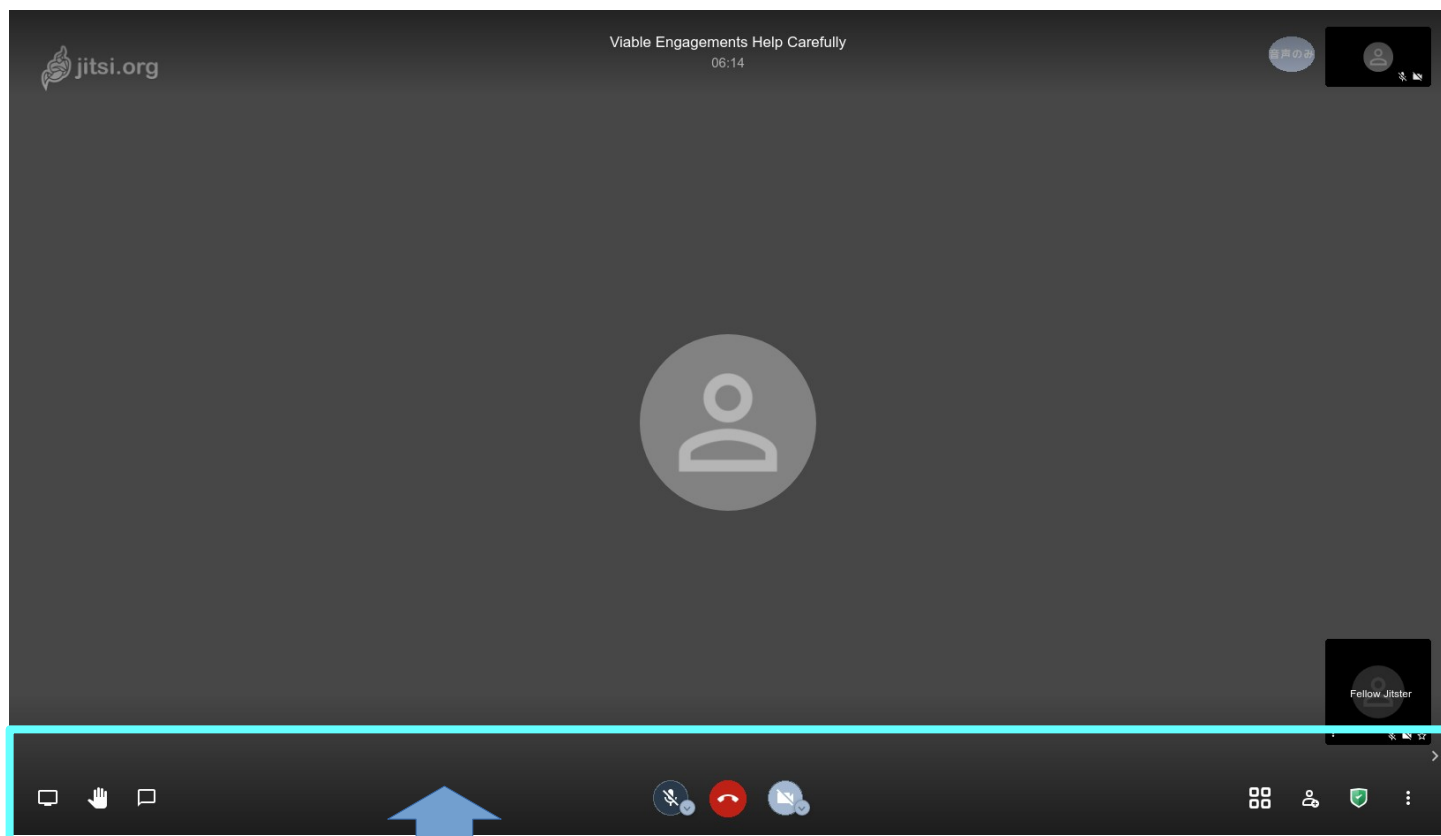 jitsi.org
Viable Engagements Help Carefully
06:14
音声のみ
Fellow Jitster